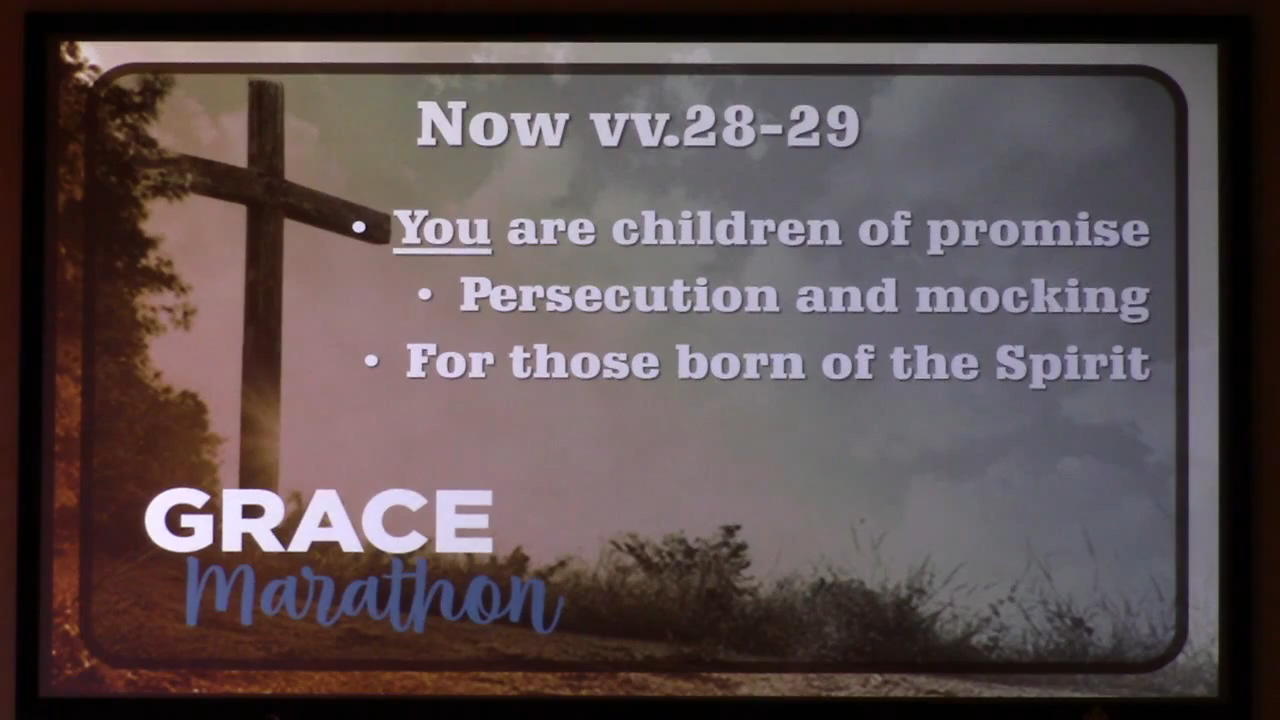 Now vv.28-29
• You are children of promise
• Persecution and mocking
• For those born of the Spirit
GRACE
Marathon